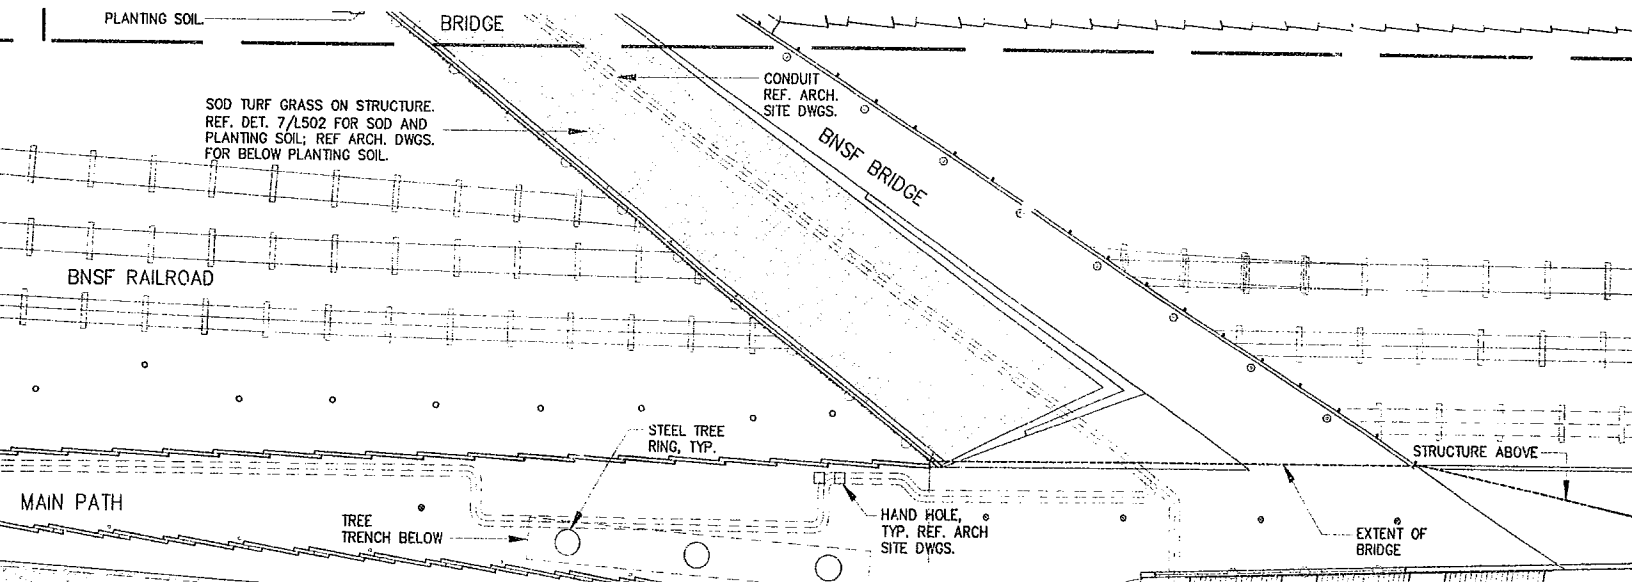 PLANTING SOIL
BRIDGE
CONDUIT
REF. ARCH.
SITE DWGS.
SOD TURF GRASS ON STRUCTURE.
REF. DET. 7/L502 FOR SOD AND
PLANTING SOIL; REF ARCH. DWGS.
FOR BELOW PLANTING SOIL.
BNSF BRIDGE
BNSF RAILROAD
STEEL TREE
RING, TYP.
STRUCTURE ABOVE
MAIN PATH
TREE
TRENCH BELOW
HAND HOLE,
TYP. REF. ARCH
SITE DWGS.
EXTENT OF
BRIDGE